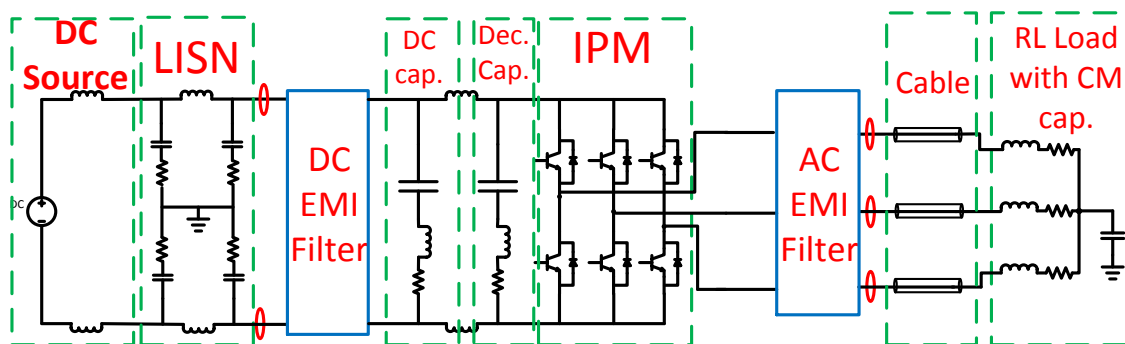 DC
Source
LISN
DC
cap.
Dec.
Cap.
IPM
Cable
RL Load
with CM
cap.
DC
EMI
Filter
AC
EMI
Filter
DC